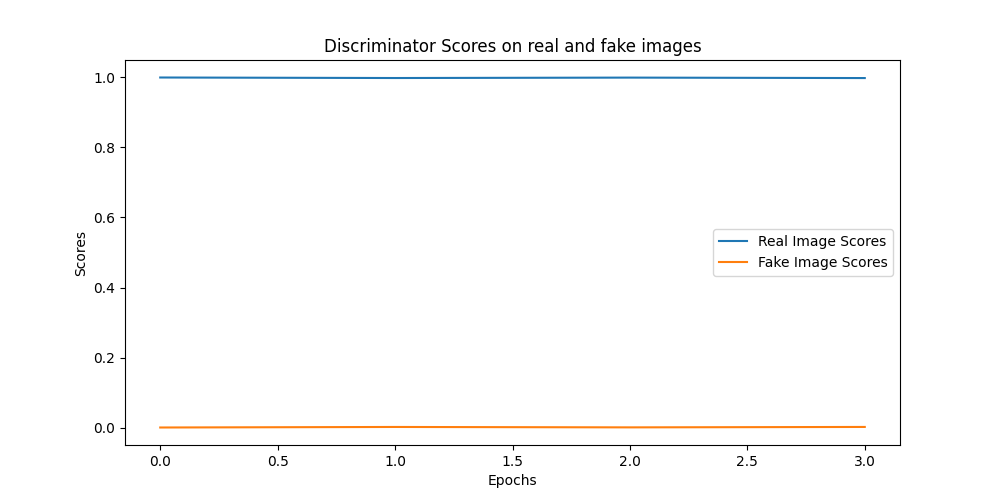 Discriminator Scores on real and fake images
1.0
0.8
0.6
0.4
0.2
0.0
Scores
Real Image Scores
Fake Image Scores
0.0 0.5 1.0 1.5 2.0 2.5 3.0
Epochs